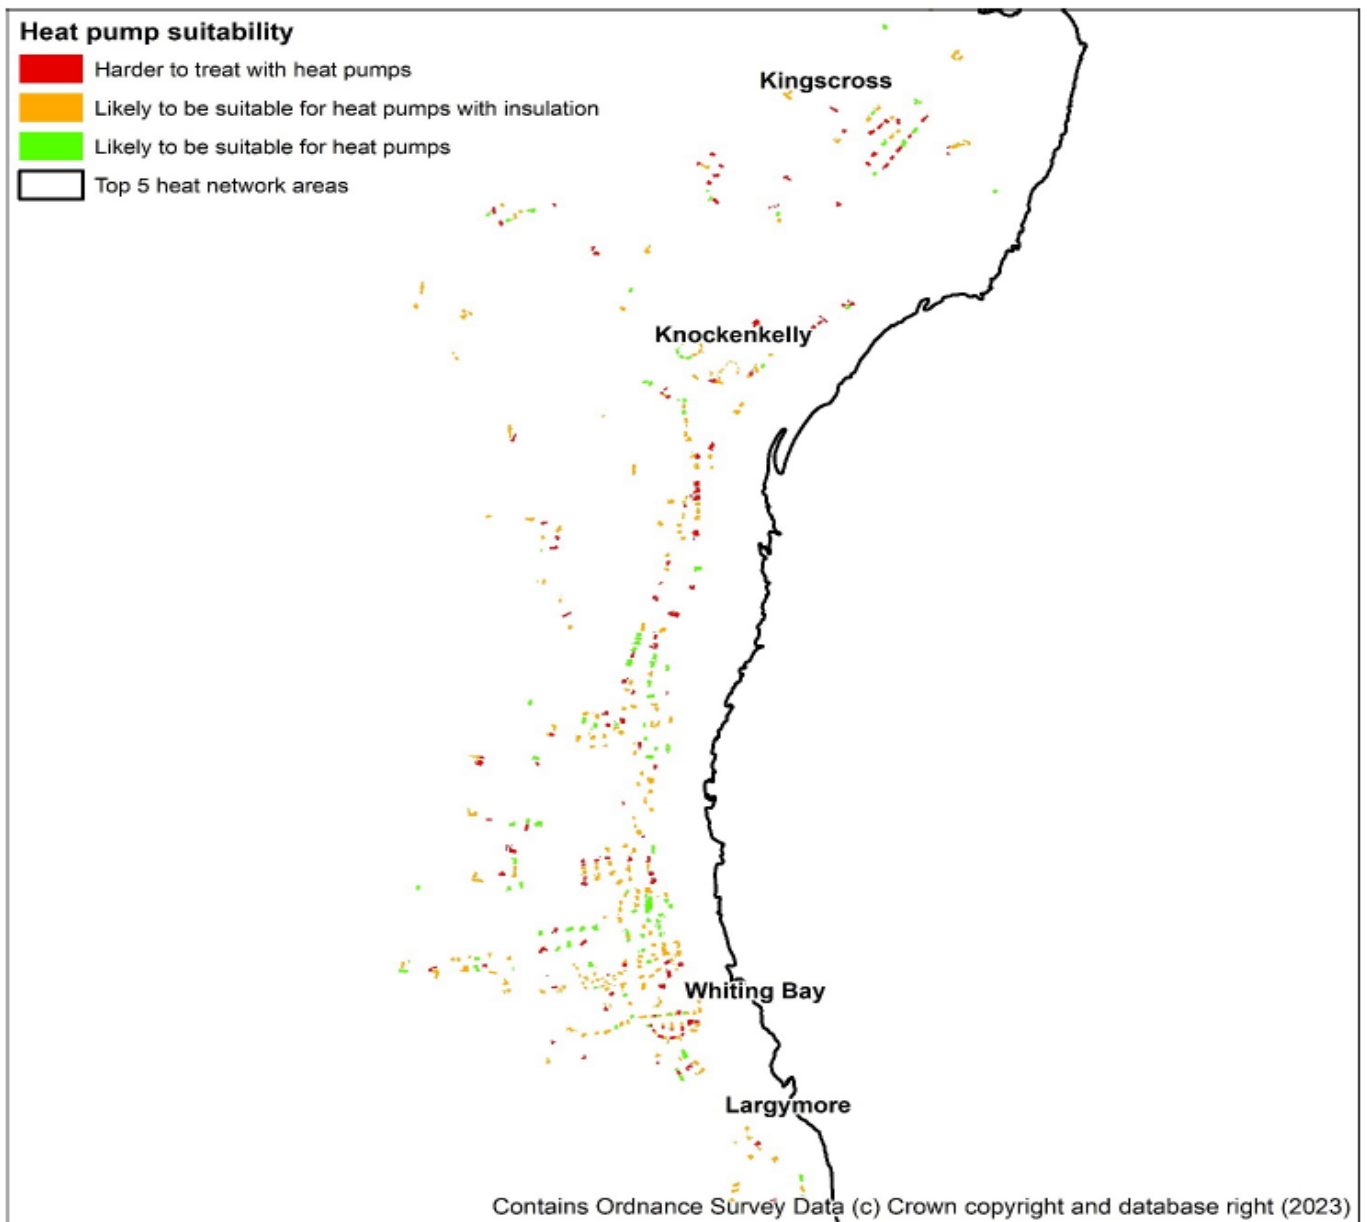 Heat pump suitability
Harder to treat with heat pumps
Likely to be suitable for heat pumps with insulation
Likely to be suitable for heat pumps
Top 5 heat network areas
Kingscross
Knockenkelly
Whiting Bay
Largymore
Contains Ordnance Survey Data (c) Crown copyright and database right (2023)